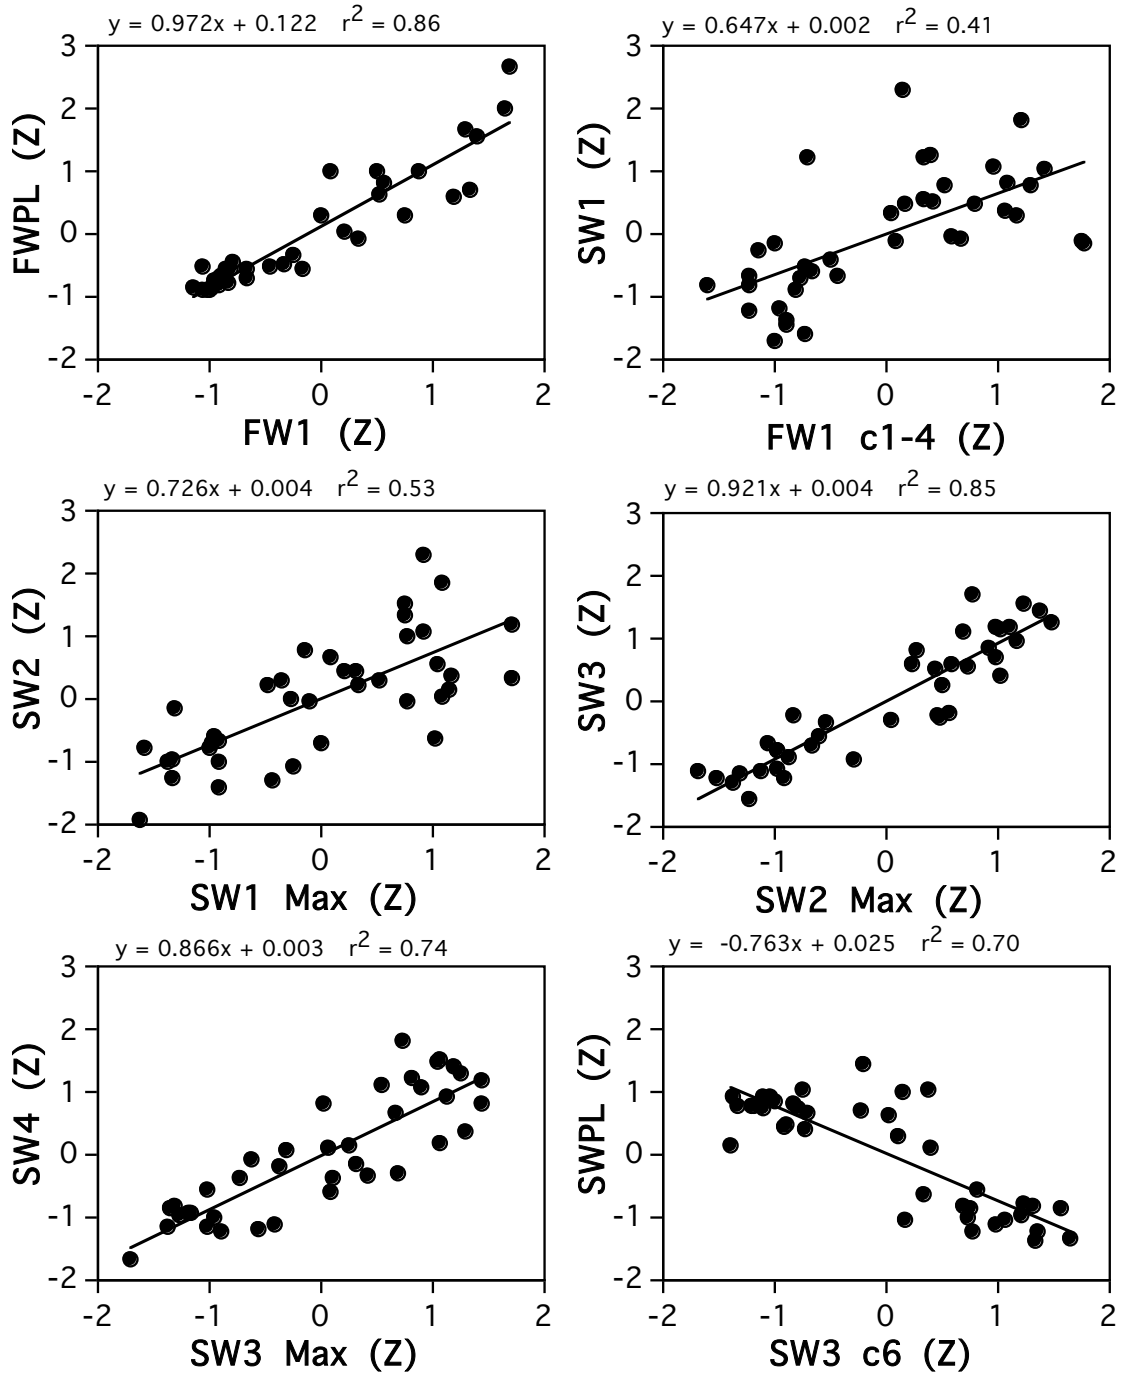 y = 0.972x + 0.122 r2 = 0.86
3
2
1
0
-1
-2
FWPL (Z)
-2 -1 0 1 2
FW1 (Z)
y = 0.647x + 0.002 r2 = 0.41
3
2
1
0
-1
-2
SW1 (Z)
-2 -1 0 1 2
FW1 c1-4 (Z)
y = 0.726x + 0.004 r2 = 0.53
3
2
1
0
-1
-2
SW2 (Z)
-2 -1 0 1 2
SW1 Max (Z)
y = 0.921x + 0.004 r2 = 0.85
3
2
1
0
-1
-2
SW3 (Z)
-2 -1 0 1 2
SW2 Max (Z)
y = 0.866x + 0.003 r2 = 0.74
3
2
1
0
-1
-2
SW4 (Z)
-2 -1 0 1 2
SW3 Max (Z)
y = -0.763x + 0.025 r2 = 0.70
3
2
1
0
-1
-2
SWPL (Z)
-2 -1 0 1 2
SW3 c6 (Z)